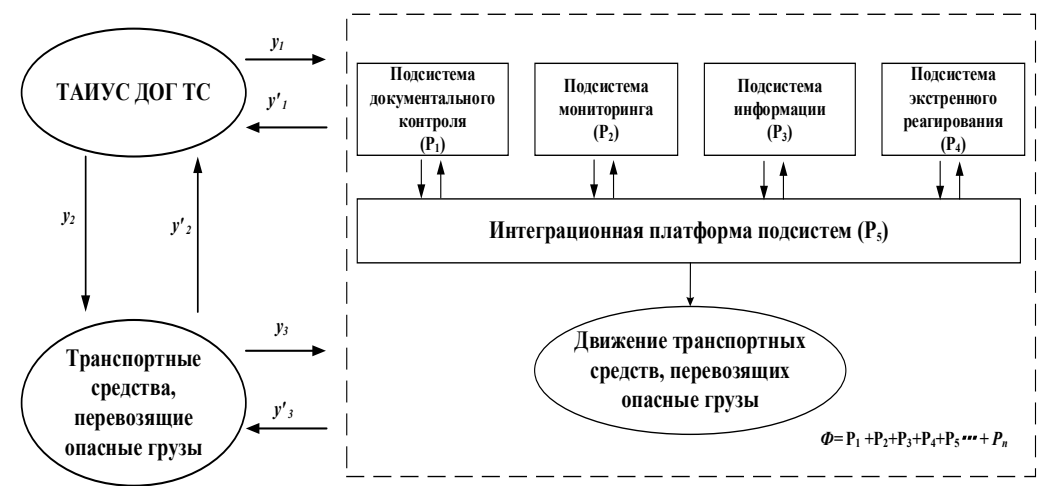 ТАИУС ДОГ ТС
y₁
y'₁
y₂
y'₂
Транспортные
средства,
перевозящие
опасные грузы
y₃
y'₃
Подсистема
документального
контроля
(P₁)
Подсистема
мониторинга
(P₂)
Подсистема
информации
(P₃)
Подсистема
экстренного
реагирования
(P₄)
Интеграционная платформа подсистем (P₅)
Движение транспортных
средств, перевозящих
опасные грузы
Ф= P₁ +P₂+P₃+P₄+P₅ ┅ + Pₙ